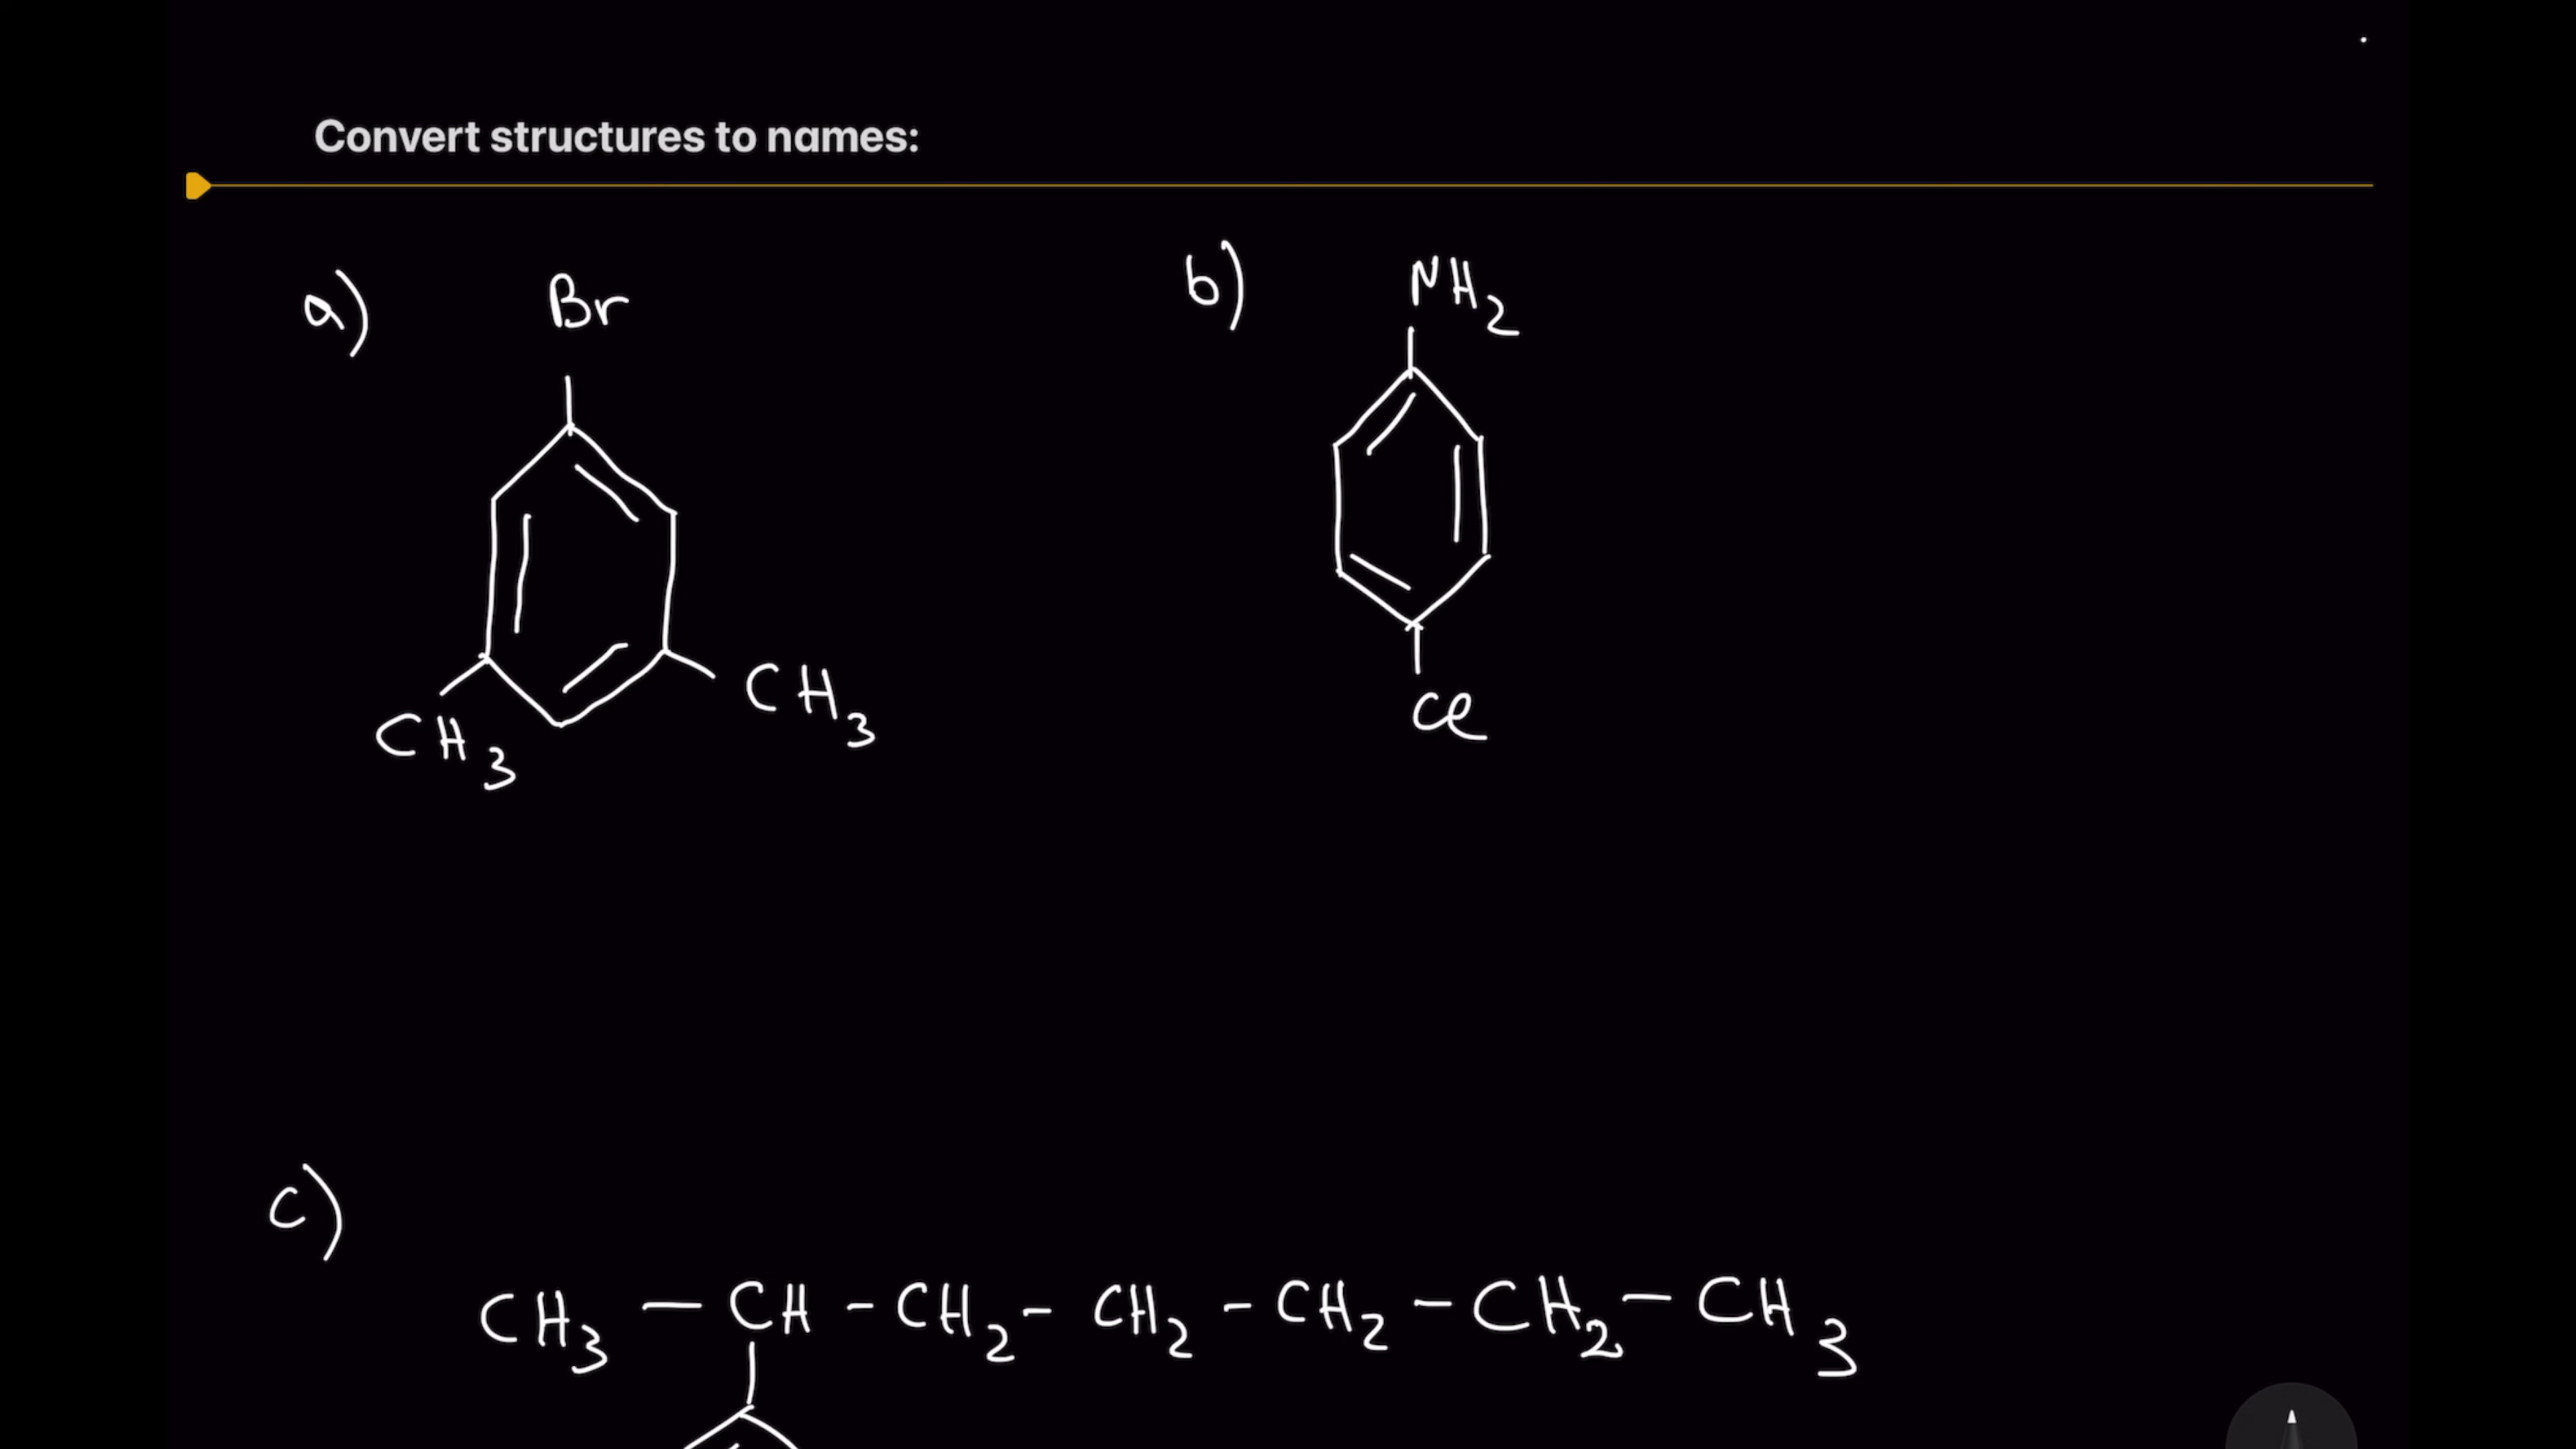 Convert structures to names:
a) Br
b) NH2
CH3
CH3
Cl
c)
CH3 - CH - CH2 - CH2 - CH2 - CH2 - CH3